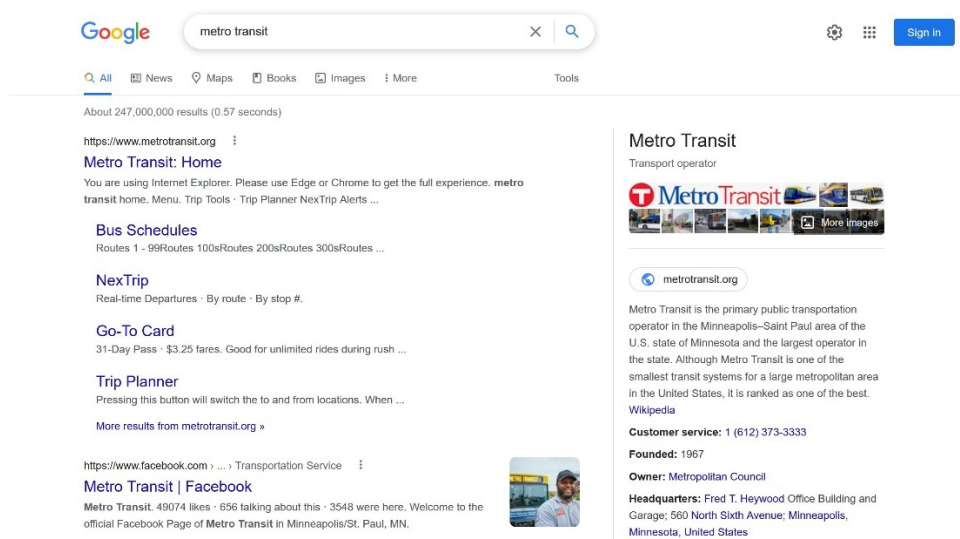 Google
metro transit
Sign in
All
News
Maps
Books
Images
More
Tools
About 247,000,000 results (0.57 seconds)
https://www.metrotransit.org
Metro Transit: Home
You are using Internet Explorer. Please use Edge or Chrome to get the full experience. metro
transit home. Menu. Trip Tools · Trip Planner NexTrip Alerts ...
Bus Schedules
Routes 1 - 99Routes 100sRoutes 200sRoutes 300sRoutes ...
NexTrip
Real-time Departures · By route · By stop #.
Go-To Card
31-Day Pass · $3.25 fares. Good for unlimited rides during rush ...
Trip Planner
Pressing this button will switch the to and from locations. When ...
More results from metrotransit.org »
https://www.facebook.com › ... › Transportation Service
Metro Transit | Facebook
Metro Transit. 49074 likes · 656 talking about this · 3548 were here. Welcome to the
official Facebook Page of Metro Transit in Minneapolis/St. Paul, MN.
Metro Transit
Transport operator
T MetroTransit
More images
metrotransit.org
Metro Transit is the primary public transportation
operator in the Minneapolis–Saint Paul area of the
U.S. state of Minnesota and the largest operator in
the state. Although Metro Transit is one of the
smallest transit systems for a large metropolitan area
in the United States, it is ranked as one of the best.
Wikipedia
Customer service: 1 (612) 373-3333
Founded: 1967
Owner: Metropolitan Council
Headquarters: Fred T. Heywood Office Building and
Garage; 560 North Sixth Avenue; Minneapolis,
Minnesota, United States